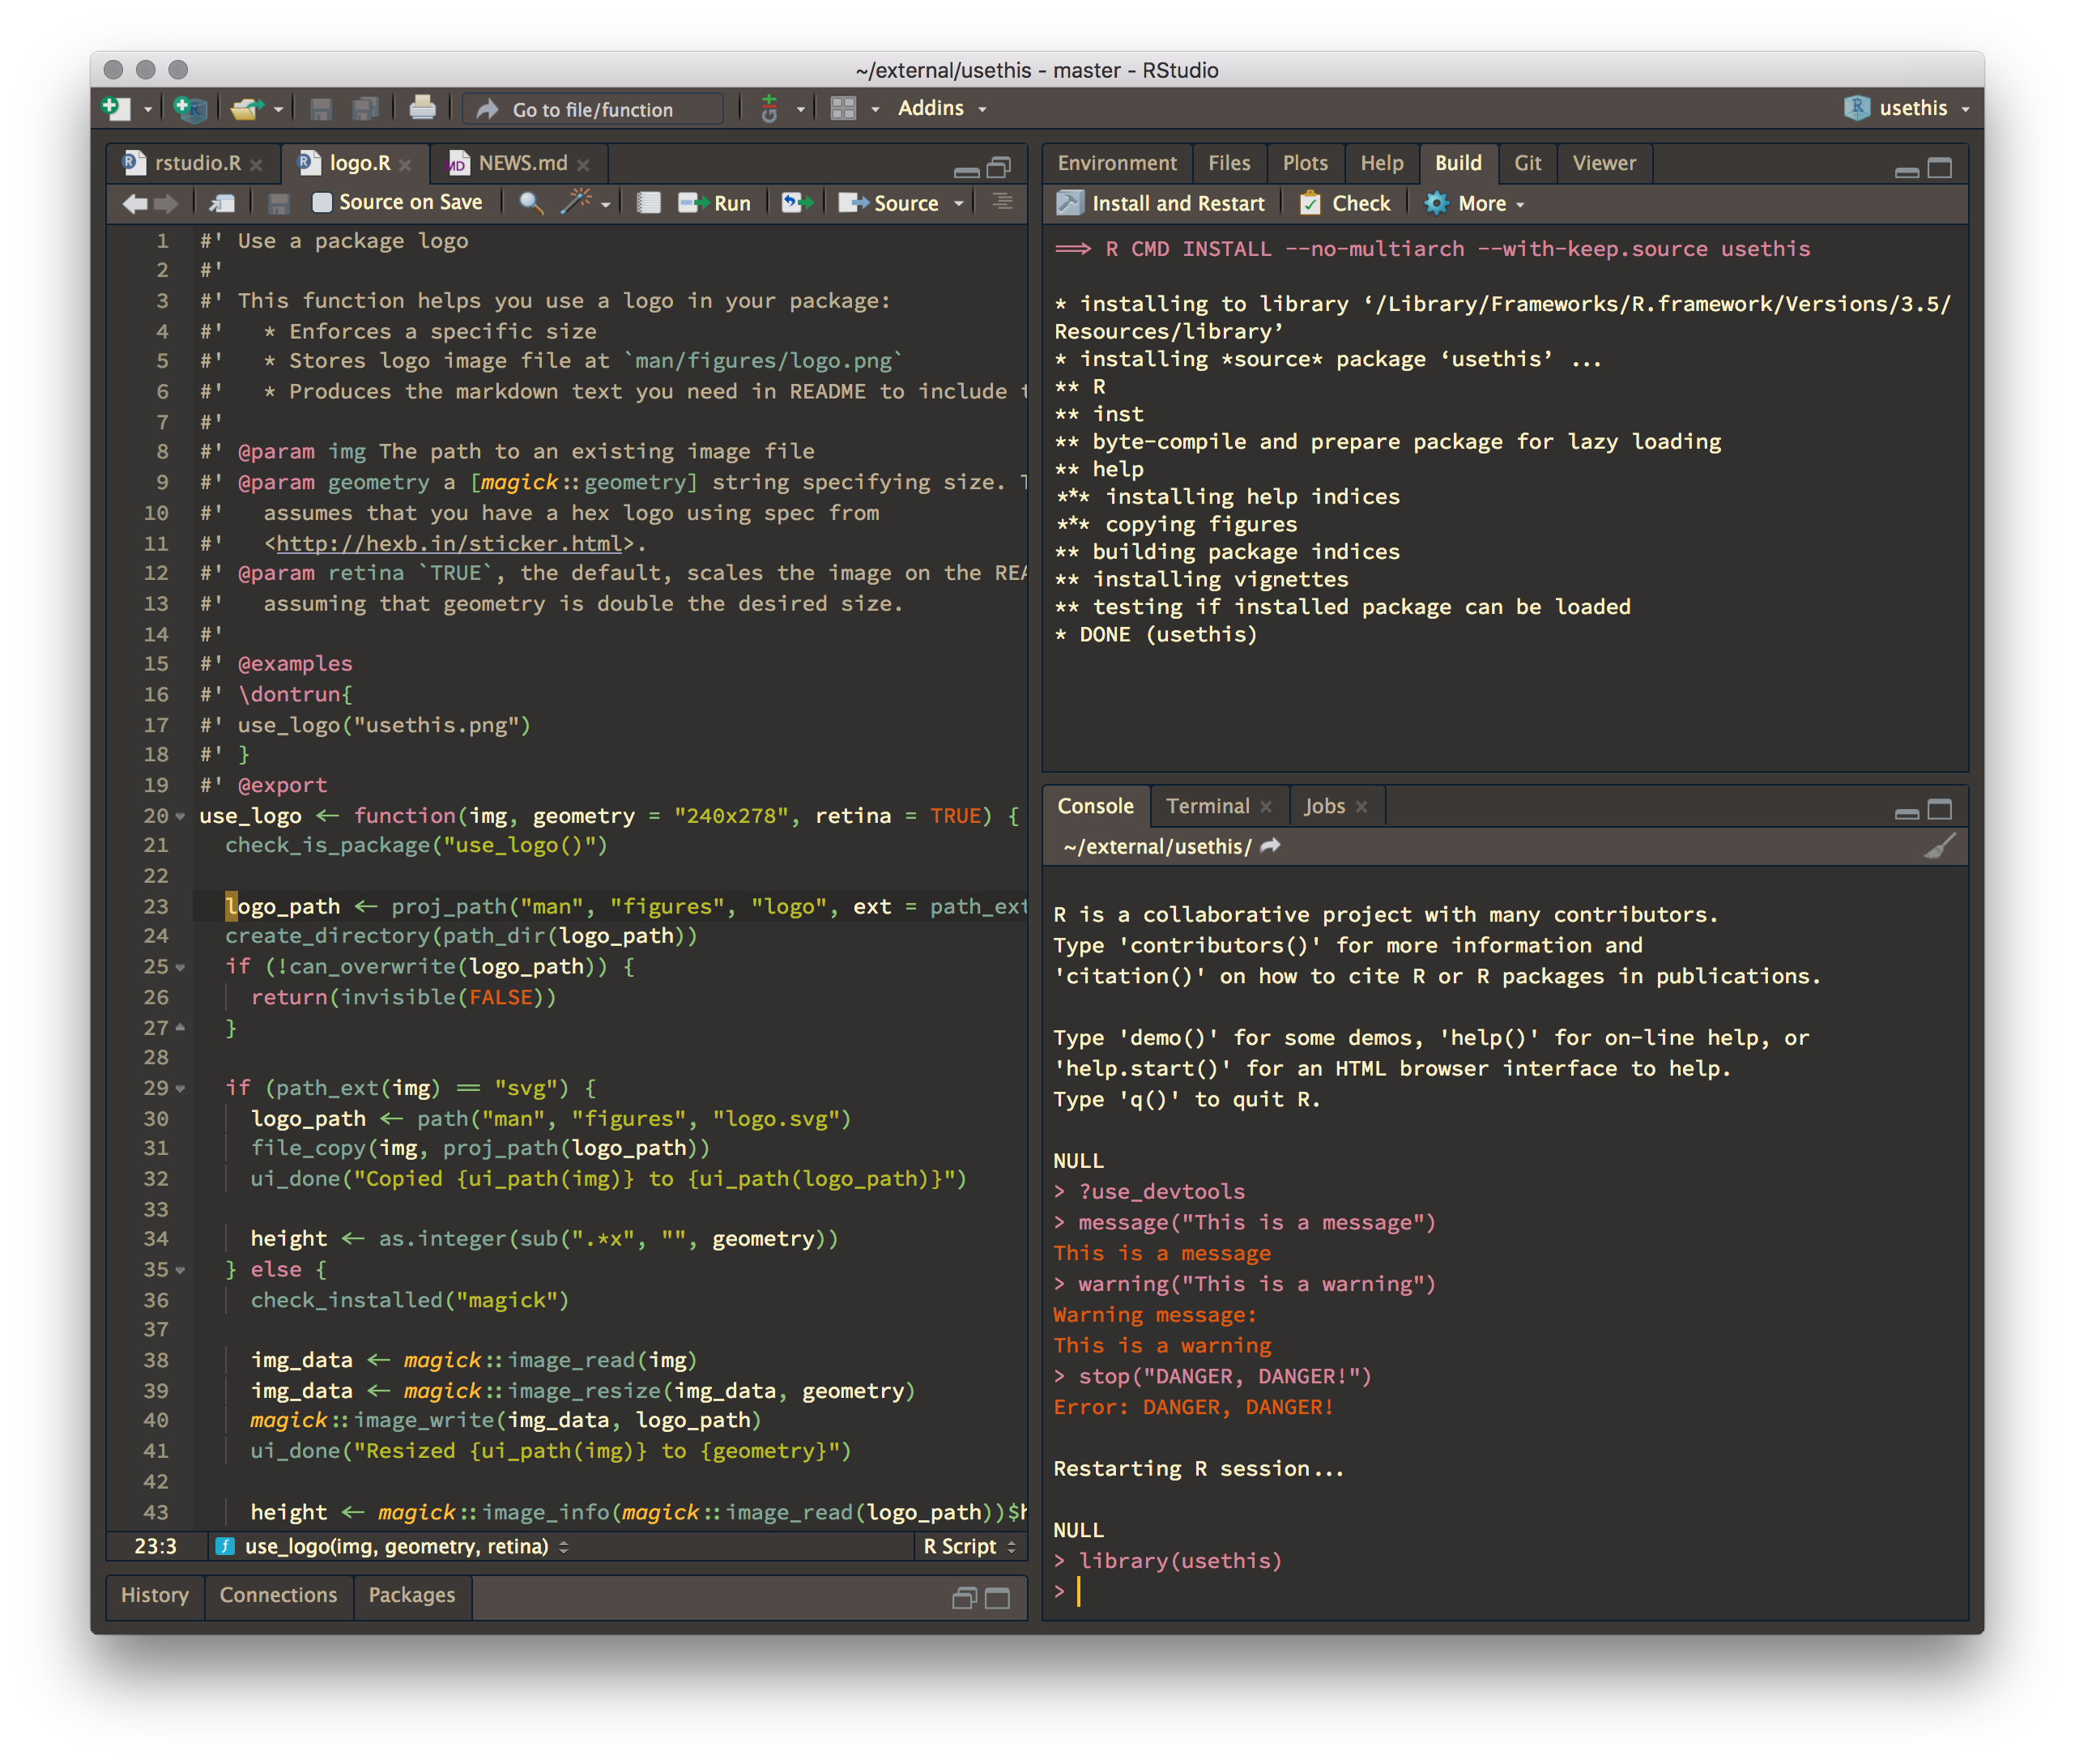 ~/external/usethis - master - RStudio
Go to file/function
Addins
usethis
rstudio.R
logo.R
NEWS.md
Source on Save
Run
Source
1 #' Use a package logo
2 #'
3 #' This function helps you use a logo in your package:
4 #'   * Enforces a specific size
5 #'   * Stores logo image file at `man/figures/logo.png`
6 #'   * Produces the markdown text you need in README to include
7 #'
8 #' @param img The path to an existing image file
9 #' @param geometry a [magick::geometry] string specifying size.
10 #'   assumes that you have a hex logo using spec from
11 #'   <http://hexb.in/sticker.html>.
12 #' @param retina `TRUE`, the default, scales the image on the
13 #'   assuming that geometry is double the desired size.
14 #'
15 #' @examples
16 #' \dontrun{
17 #' use_logo("usethis.png")
18 #' }
19 #' @export
20 use_logo <- function(img, geometry = "240x278", retina = TRUE) {
21   check_is_package("use_logo()")
22
23   logo_path <- proj_path("man", "figures", "logo", ext = path_ext
24   create_directory(path_dir(logo_path))
25   if (!can_overwrite(logo_path)) {
26     return(invisible(FALSE))
27   }
28
29   if (path_ext(img) == "svg") {
30     logo_path <- path("man", "figures", "logo.svg")
31     file_copy(img, proj_path(logo_path))
32     ui_done("Copied {ui_path(img)} to {ui_path(logo_path)}")
33
34     height <- as.integer(sub(".*x", "", geometry))
35   } else {
36     check_installed("magick")
37
38     img_data <- magick::image_read(img)
39     img_data <- magick::image_resize(img_data, geometry)
40     magick::image_write(img_data, logo_path)
41     ui_done("Resized {ui_path(img)} to {geometry}")
42
43     height <- magick::image_info(magick::image_read(logo_path))$h
23:3
use_logo(img, geometry, retina)
R Script
History
Connections
Packages
Environment
Files
Plots
Help
Build
Git
Viewer
Install and Restart
Check
More
==> R CMD INSTALL --no-multiarch --with-keep.source usethis
* installing to library ‘/Library/Frameworks/R.framework/Versions/3.5/
Resources/library’
* installing *source* package ‘usethis’ ...
** R
** inst
** byte-compile and prepare package for lazy loading
** help
*** installing help indices
*** copying figures
** building package indices
** installing vignettes
** testing if installed package can be loaded
* DONE (usethis)
Console
Terminal
Jobs
~/external/usethis/
R is a collaborative project with many contributors.
Type 'contributors()' for more information and
'citation()' on how to cite R or R packages in publications.
Type 'demo()' for some demos, 'help()' for on-line help, or
'help.start()' for an HTML browser interface to help.
Type 'q()' to quit R.
NULL
> ?use_devtools
> message("This is a message")
This is a message
> warning("This is a warning")
Warning message:
This is a warning
> stop("DANGER, DANGER!")
Error: DANGER, DANGER!
Restarting R session...
NULL
> library(usethis)
>